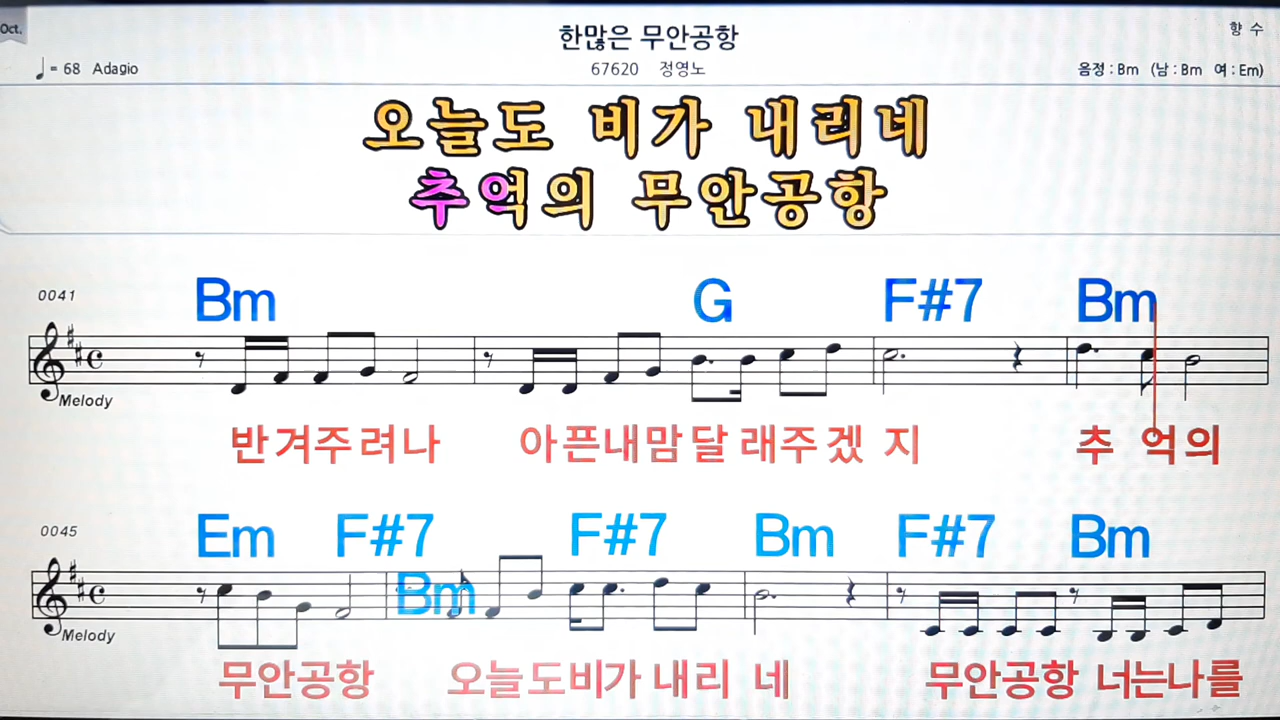 Oct.
한많은 무안공항
향 수
♩= 68 Adagio
67620 정영노
음정 : Bm (남 : Bm 여 : Em)
오늘도 비가 내리네
추억의 무안공항
0041
Bm G F#7 Bm
Melody
반겨주려나 아픈내맘달래주겠 지 추 억의
0045
Em F#7 Bm F#7 Bm F#7 Bm
Melody
무안공항 오늘도비가 내리 네 무안공항 너는나를